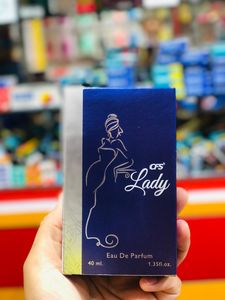 CFS®
Lady
Eau De Parfum
40 ml. 1.35fl.oz.